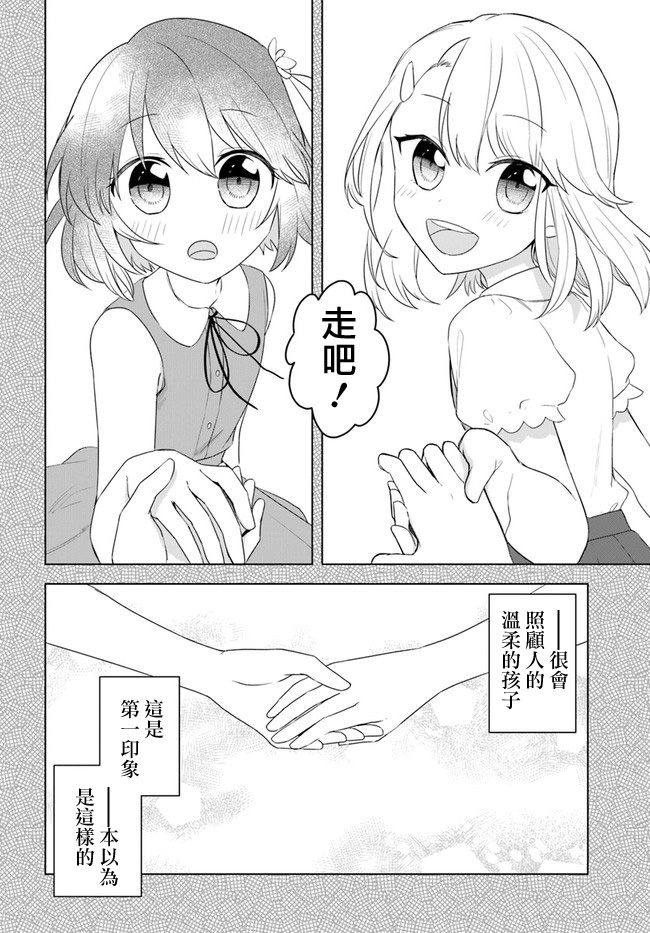 走吧！
──很會
照顧人的
溫柔的孩子
這是
第一印象
──本以為
是這樣的